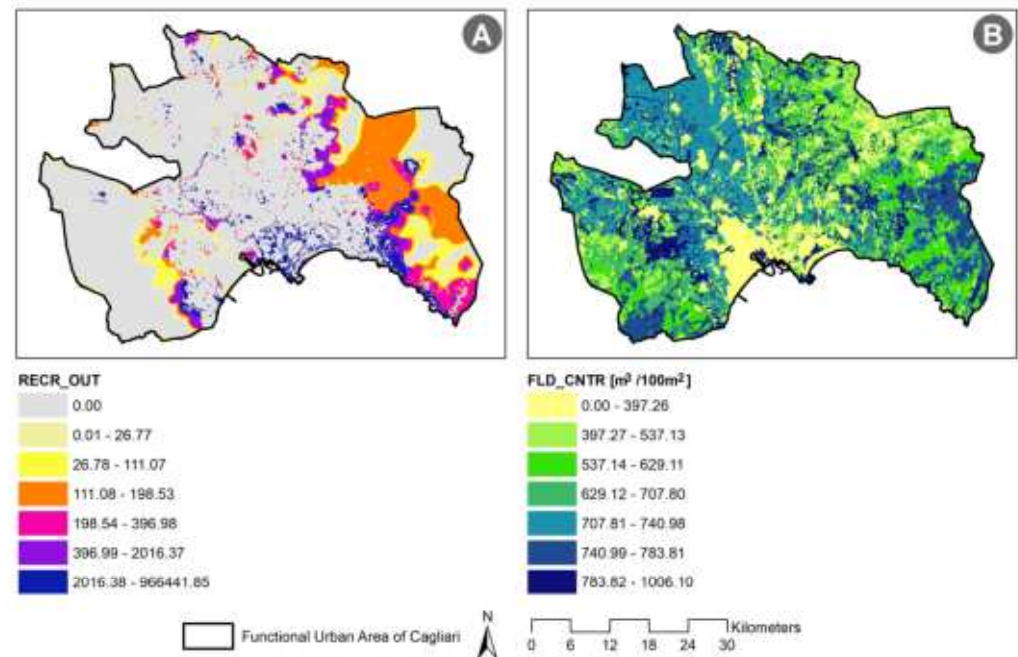 A
B
RECR_OUT
0.00
0.01 - 26.77
26.78 - 111.07
111.08 - 198.53
198.54 - 396.98
396.99 - 2016.37
2016.38 - 966441.85
FLD_CNTR [m³ /100m²]
0.00 - 397.26
397.27 - 537.13
537.14 - 629.11
629.12 - 707.80
707.81 - 740.98
740.99 - 783.81
783.82 - 1006.10
Functional Urban Area of Cagliari
N
Kilometers
0 6 12 18 24 30